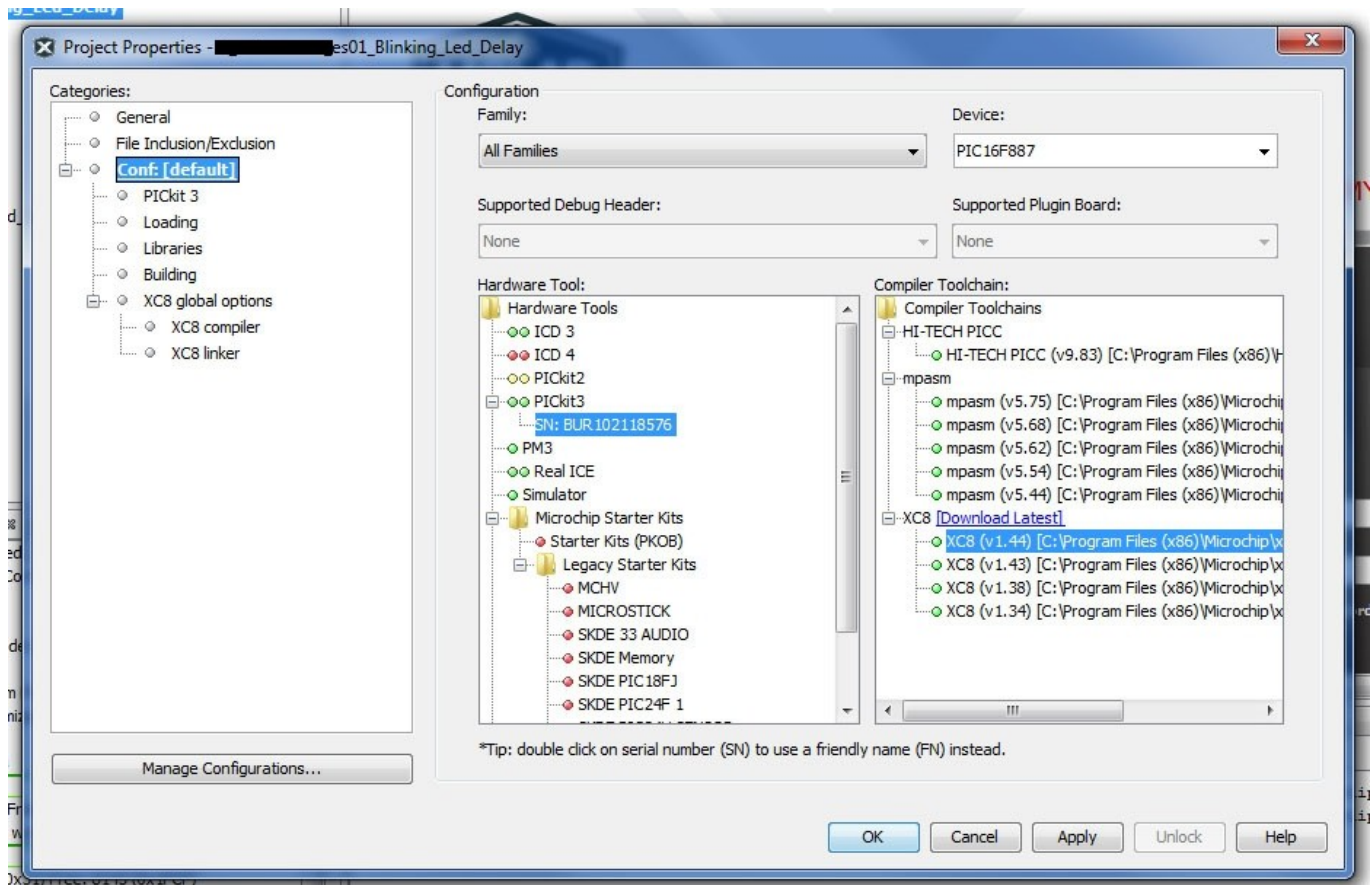 ng_Led_Delay
Project Properties - es01_Blinking_Led_Delay
Categories:
General
File Inclusion/Exclusion
Conf: [default]
PICkit 3
Loading
Libraries
Building
XC8 global options
XC8 compiler
XC8 linker
Manage Configurations...
Configuration
Family:
All Families
Device:
PIC16F887
Supported Debug Header:
None
Supported Plugin Board:
None
Hardware Tool:
Hardware Tools
ICD 3
ICD 4
PICkit2
PICkit3
SN: BUR102118576
PM3
Real ICE
Simulator
Microchip Starter Kits
Starter Kits (PKOB)
Legacy Starter Kits
MCHV
MICROSTICK
SKDE 33 AUDIO
SKDE Memory
SKDE PIC18FJ
SKDE PIC24F 1
Compiler Toolchain:
Compiler Toolchains
HI-TECH PICC
HI-TECH PICC (v9.83) [C:\Program Files (x86)\H
mpasm
mpasm (v5.75) [C:\Program Files (x86)\Microchip
mpasm (v5.68) [C:\Program Files (x86)\Microchip
mpasm (v5.62) [C:\Program Files (x86)\Microchip
mpasm (v5.54) [C:\Program Files (x86)\Microchip
mpasm (v5.44) [C:\Program Files (x86)\Microchip
XC8 [Download Latest]
XC8 (v1.44) [C:\Program Files (x86)\Microchip\x
XC8 (v1.43) [C:\Program Files (x86)\Microchip\x
XC8 (v1.38) [C:\Program Files (x86)\Microchip\x
XC8 (v1.34) [C:\Program Files (x86)\Microchip\x
*Tip: double click on serial number (SN) to use a friendly name (FN) instead.
OK
Cancel
Apply
Unlock
Help